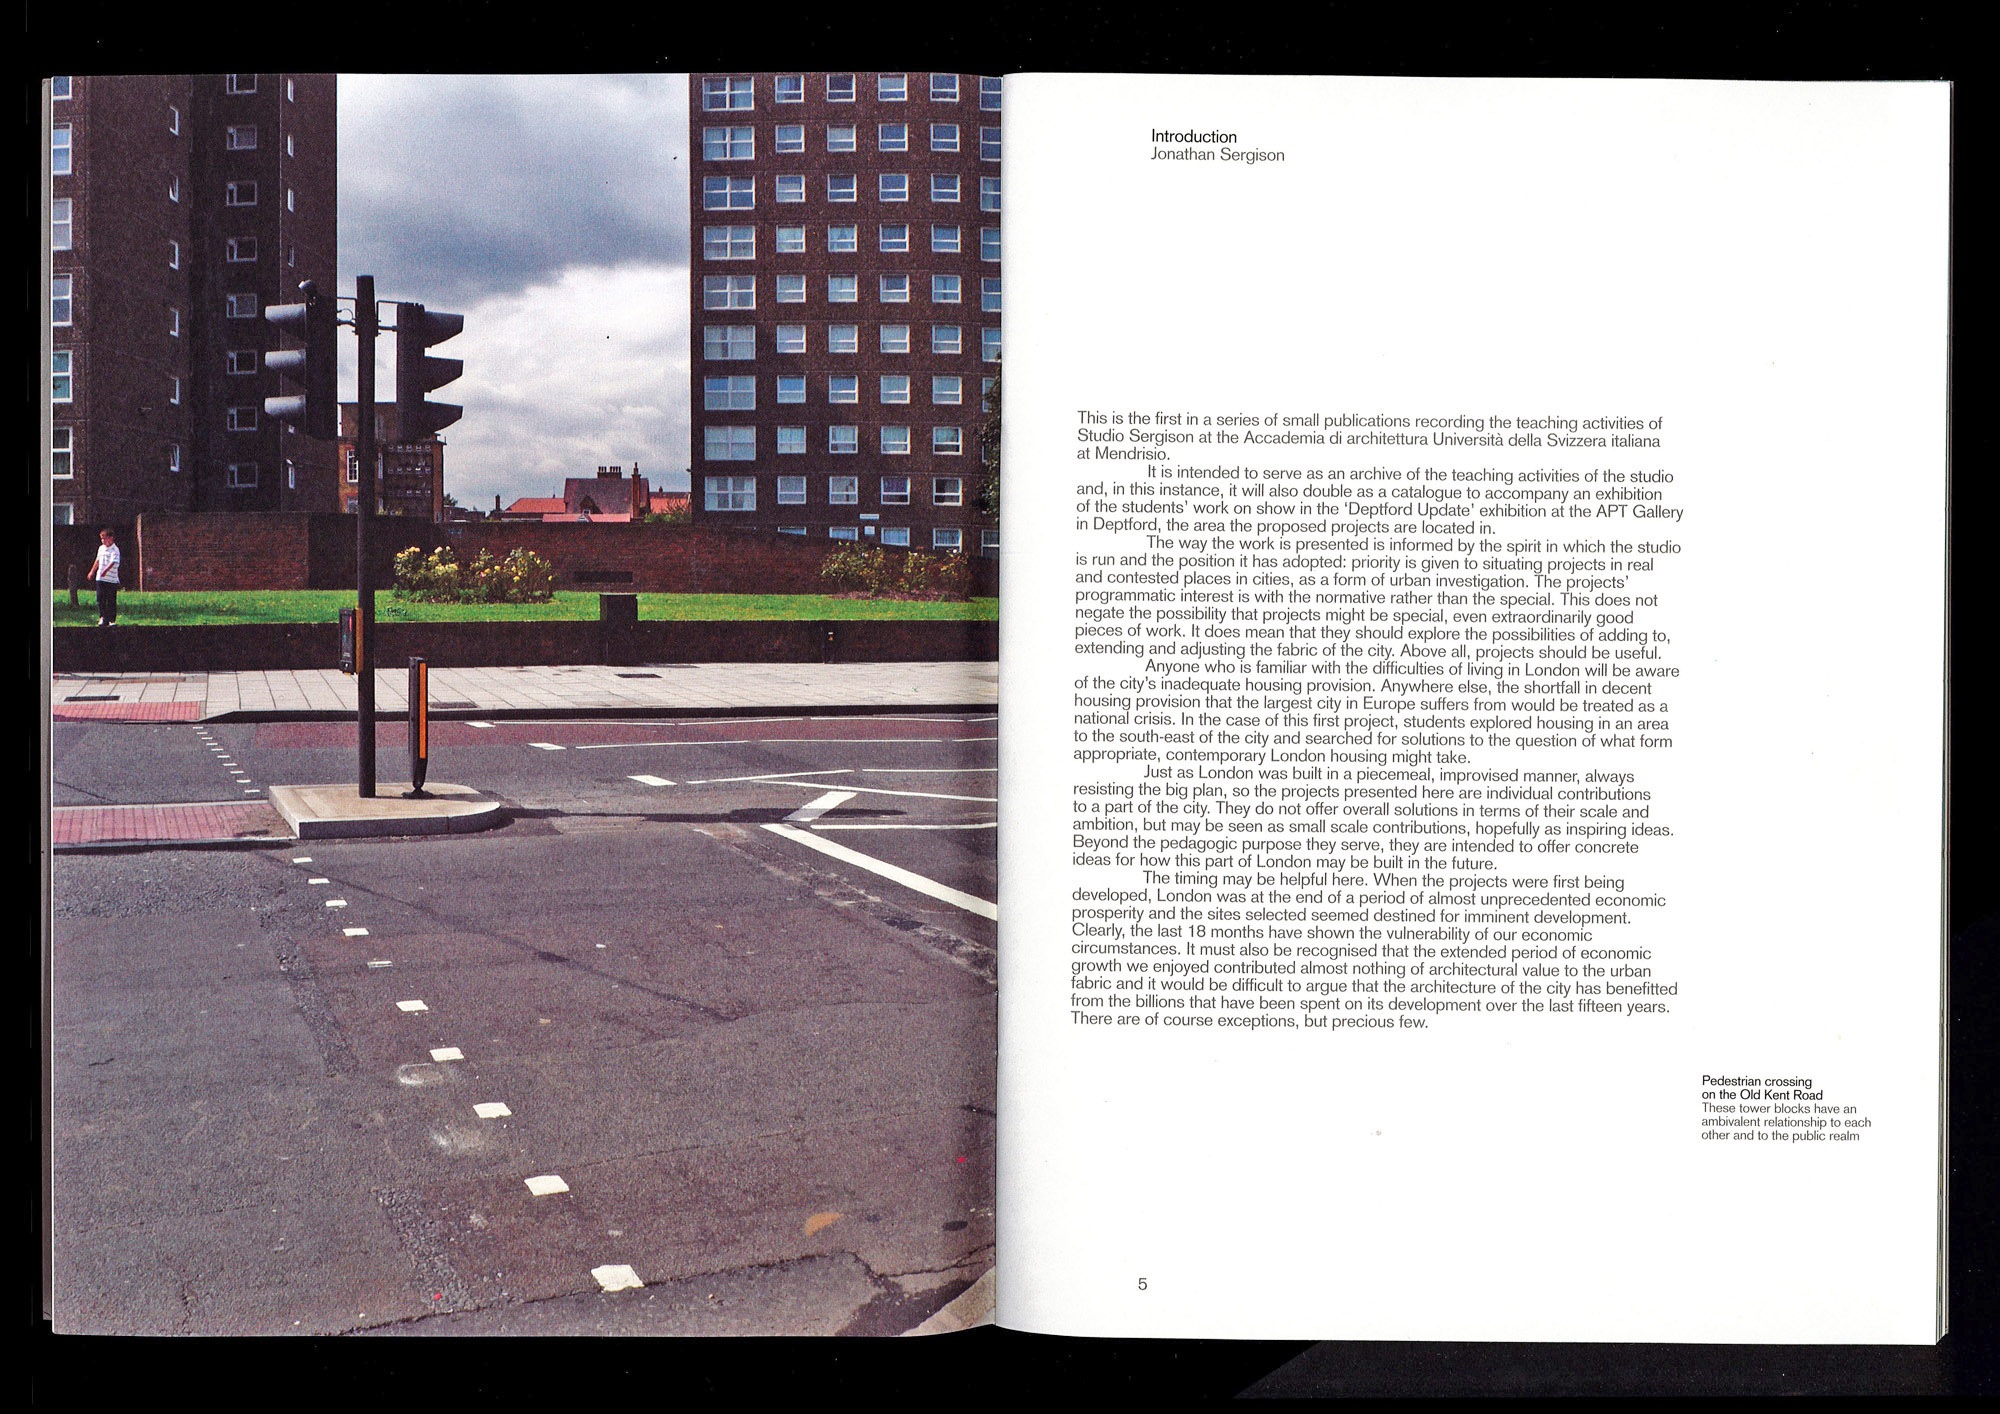 Introduction
Jonathan Sergison
This is the first in a series of small publications recording the teaching activities of
Studio Sergison at the Accademia di architettura Università della Svizzera italiana
at Mendrisio.
It is intended to serve as an archive of the teaching activities of the studio
and, in this instance, it will also double as a catalogue to accompany an exhibition
of the students' work on show in the 'Deptford Update' exhibition at the APT Gallery
in Deptford, the area the proposed projects are located in.
The way the work is presented is informed by the spirit in which the studio
is run and the position it has adopted: priority is given to situating projects in real
and contested places in cities, as a form of urban investigation. The projects'
programmatic interest is with the normative rather than the special. This does not
negate the possibility that projects might be special, even extraordinarily good
pieces of work. It does mean that they should explore the possibilities of adding to,
extending and adjusting the fabric of the city. Above all, projects should be useful.
Anyone who is familiar with the difficulties of living in London will be aware
of the city's inadequate housing provision. Anywhere else, the shortfall in decent
housing provision that the largest city in Europe suffers from would be treated as a
national crisis. In the case of this first project, students explored housing in an area
to the south-east of the city and searched for solutions to the question of what form
appropriate, contemporary London housing might take.
Just as London was built in a piecemeal, improvised manner, always
resisting the big plan, so the projects presented here are individual contributions
to a part of the city. They do not offer overall solutions in terms of their scale and
ambition, but may be seen as small scale contributions, hopefully as inspiring ideas.
Beyond the pedagogic purpose they serve, they are intended to offer concrete
ideas for how this part of London may be built in the future.
The timing may be helpful here. When the projects were first being
developed, London was at the end of a period of almost unprecedented economic
prosperity and the sites selected seemed destined for imminent development.
Clearly, the last 18 months have shown the vulnerability of our economic
circumstances. It must also be recognised that the extended period of economic
growth we enjoyed contributed almost nothing of architectural value to the urban
fabric and it would be difficult to argue that the architecture of the city has benefitted
from the billions that have been spent on its development over the last fifteen years.
There are of course exceptions, but precious few.
Pedestrian crossing
on the Old Kent Road
These tower blocks have an
ambivalent relationship to each
other and to the public realm
5